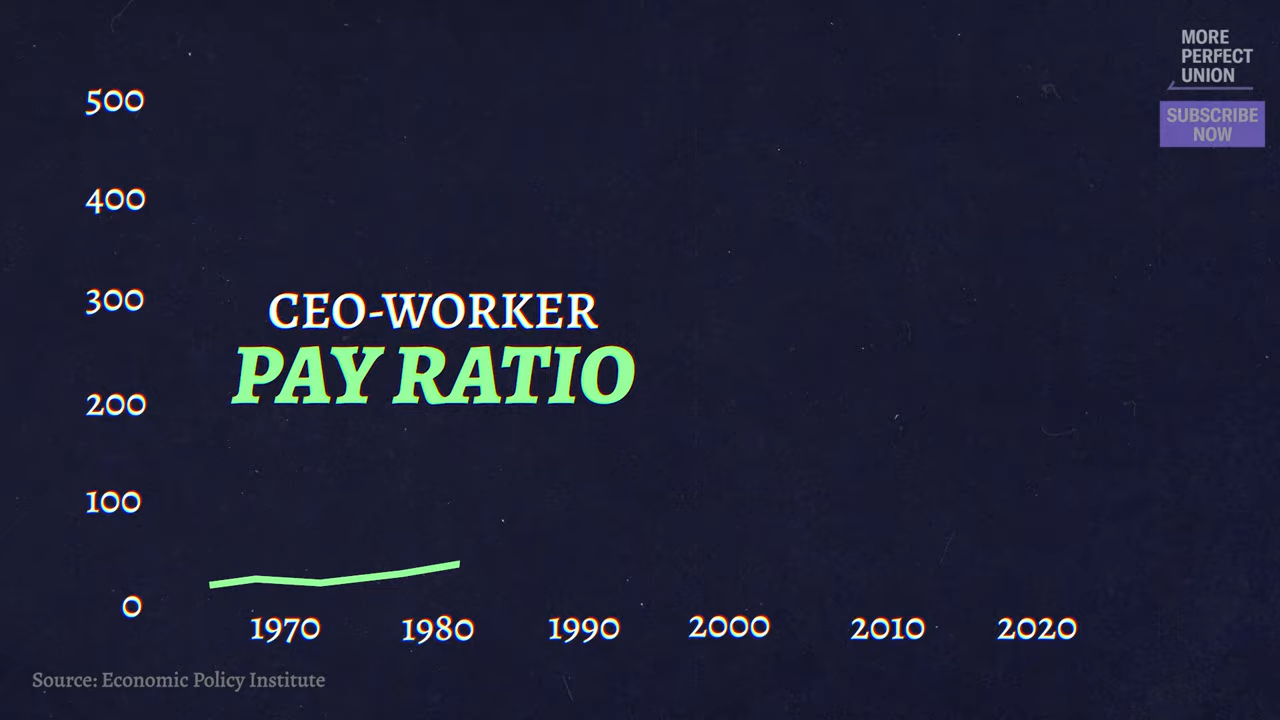 MORE
PERFECT
UNION
SUBSCRIBE
NOW
500
400
300
200
100
0
CEO-WORKER
PAY RATIO
1970 1980 1990 2000 2010 2020
Source: Economic Policy Institute